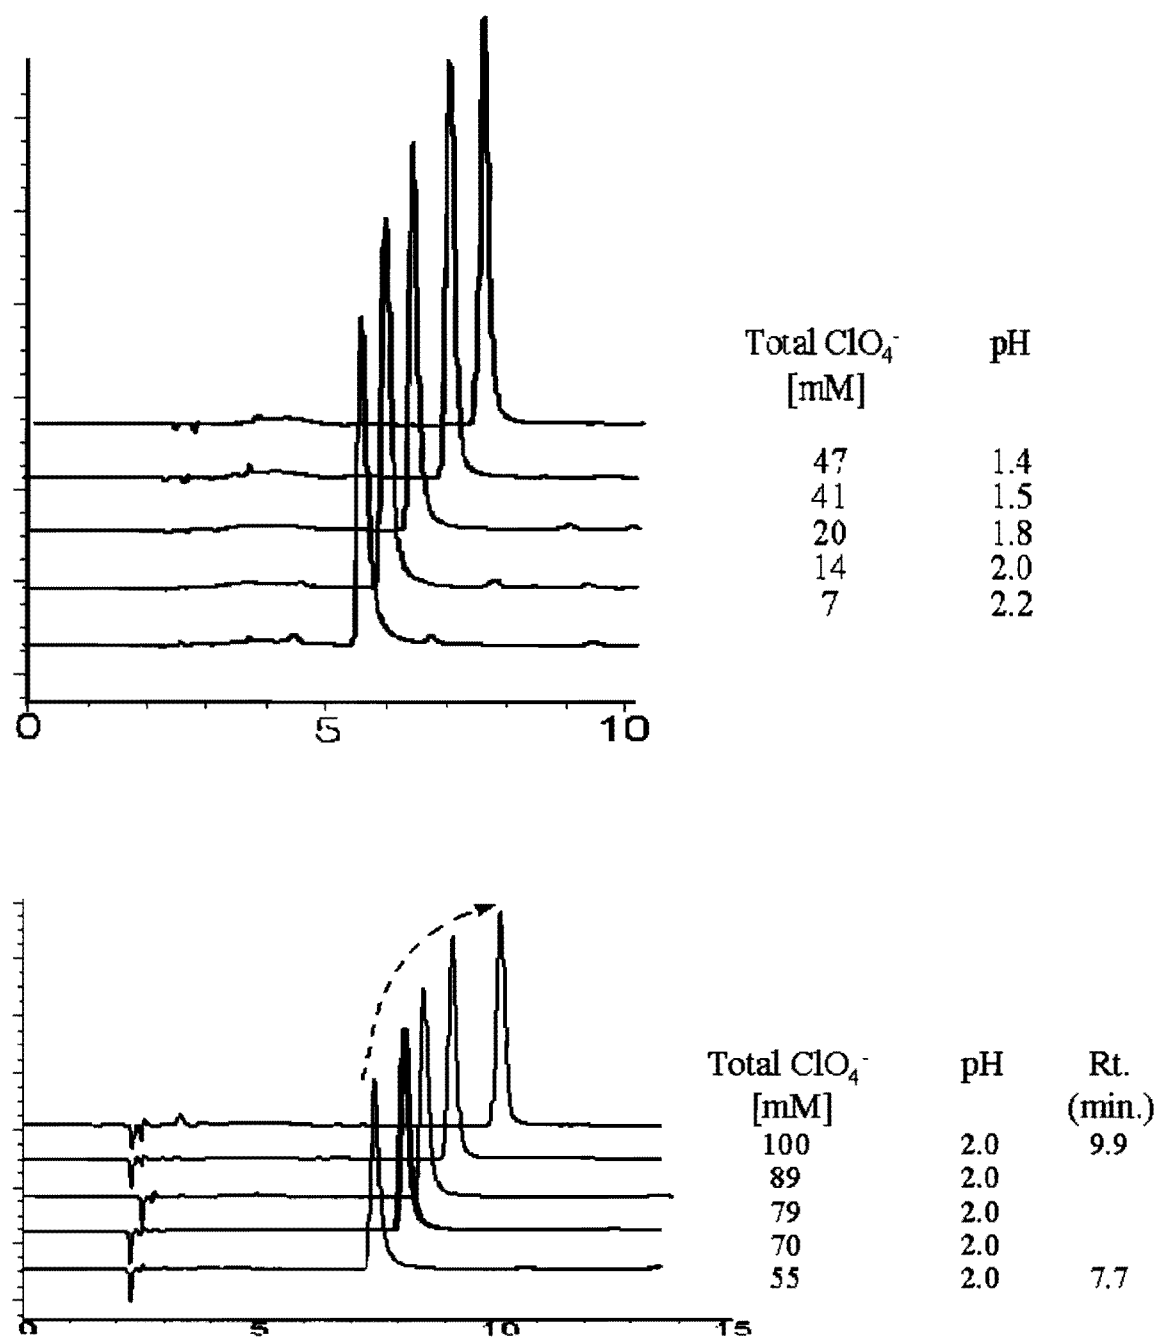 Total ClO₄⁻ pH
[mM]
47 1.4
41 1.5
20 1.8
14 2.0
7 2.2
0 5 10
Total ClO₄⁻ pH Rt.
[mM] (min.)
100 2.0 9.9
89 2.0
79 2.0
70 2.0
55 2.0 7.7
0 5 10 15